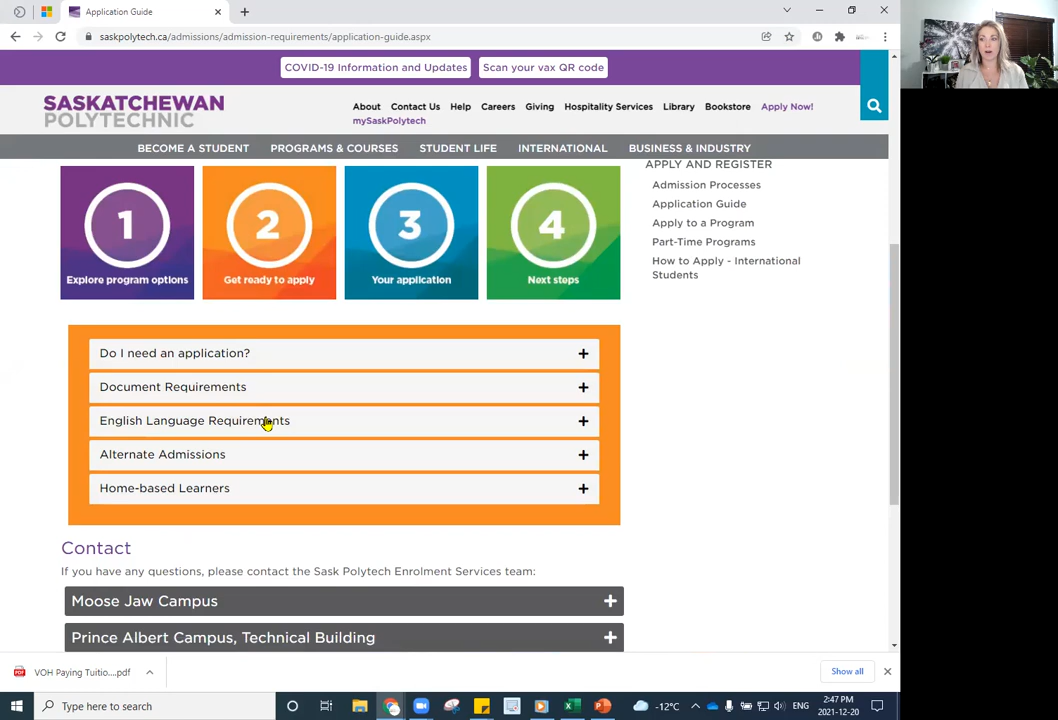 Application Guide
saskpolytech.ca/admissions/admission-requirements/application-guide.aspx
COVID-19 Information and Updates
Scan your vax QR code
SASKATCHEWAN
POLYTECHNIC
About Contact Us Help Careers Giving Hospitality Services Library Bookstore Apply Now!
mySaskPolytech
BECOME A STUDENT PROGRAMS & COURSES STUDENT LIFE INTERNATIONAL BUSINESS & INDUSTRY
1
Explore program options
2
Get ready to apply
3
Your application
4
Next steps
APPLY AND REGISTER
Admission Processes
Application Guide
Apply to a Program
Part-Time Programs
How to Apply - International
Students
Do I need an application?
Document Requirements
English Language Requirements
Alternate Admissions
Home-based Learners
Contact
If you have any questions, please contact the Sask Polytech Enrolment Services team:
Moose Jaw Campus
Prince Albert Campus, Technical Building
VOH Paying Tuitio....pdf
Show all
Type here to search
-12°C
ENG
2:47 PM
2021-12-20